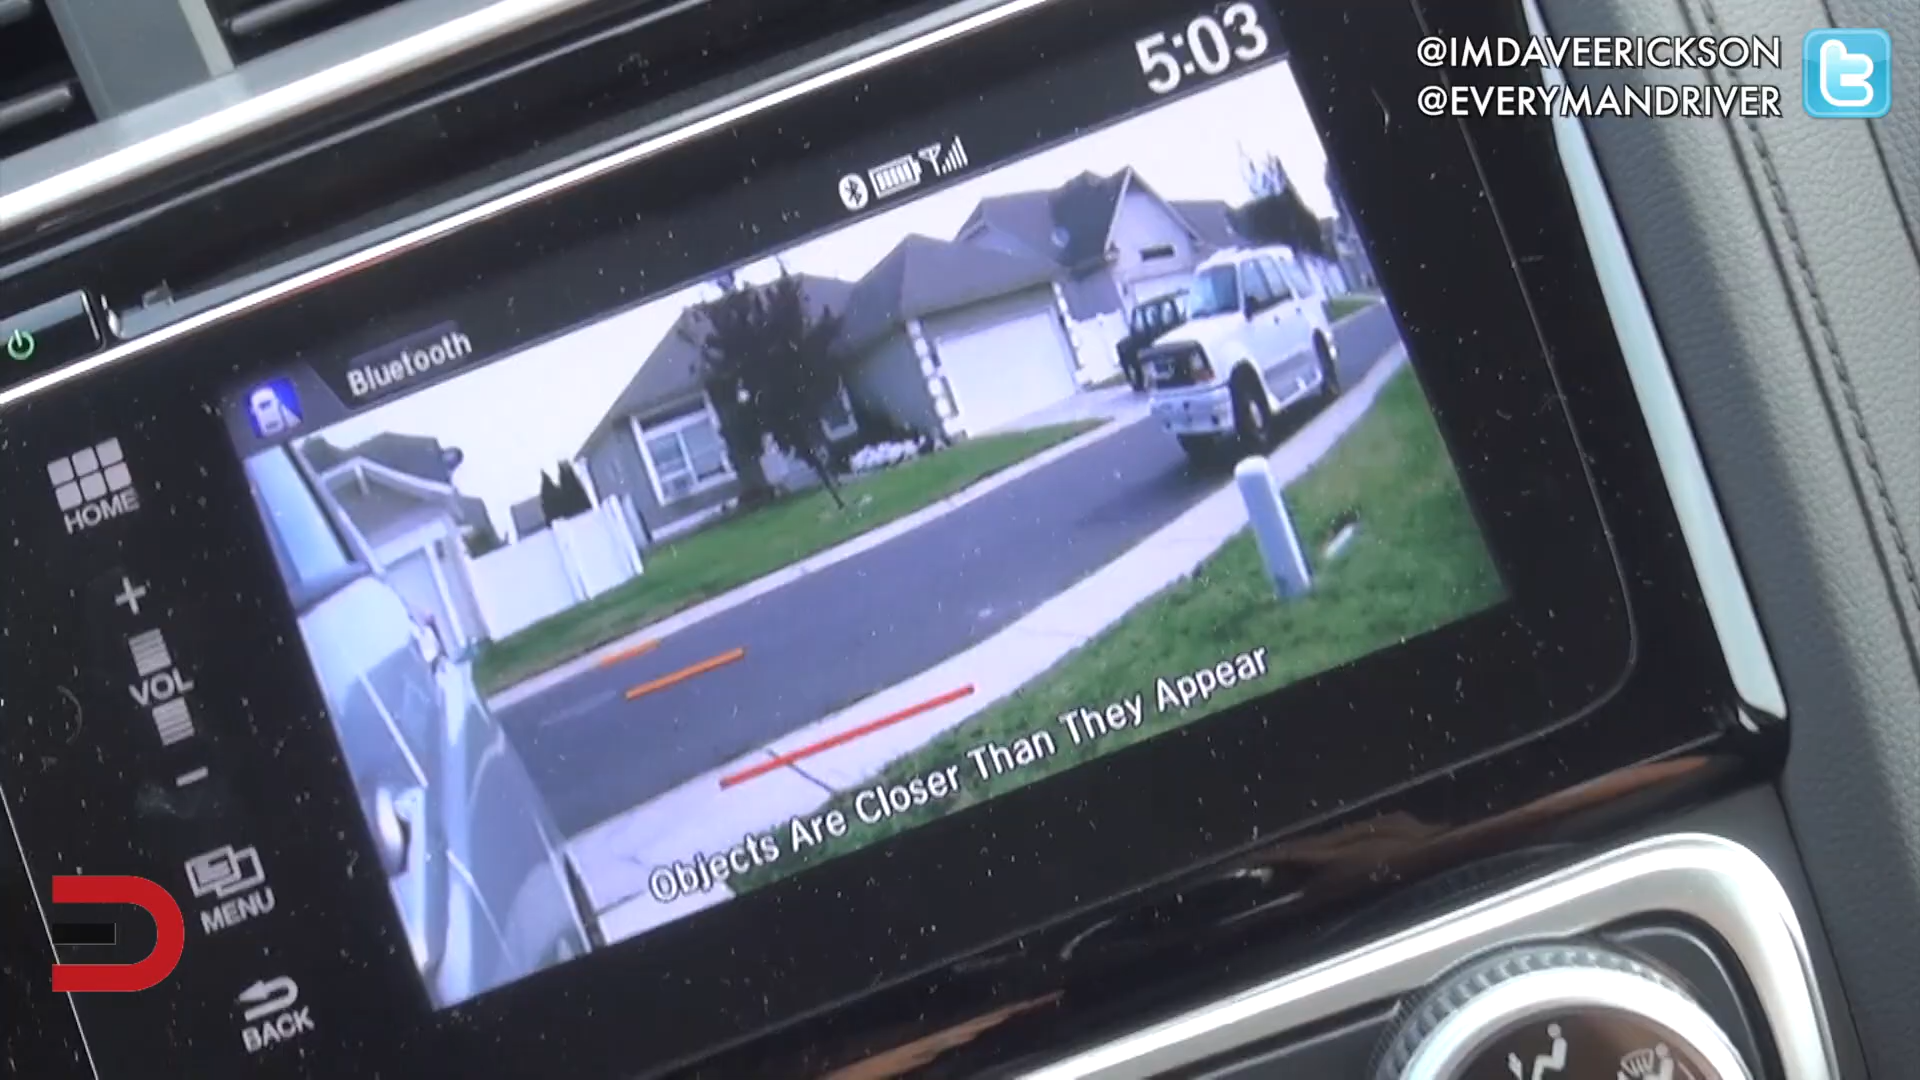 @IMDAVEERICKSON
@EVERYMANDRIVER
5:03
Bluetooth
HOME
+
VOL
-
MENU
BACK
Objects Are Closer Than They Appear